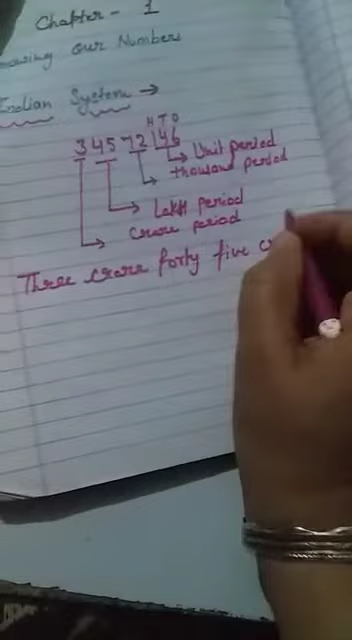 Chapter - 1
nowing Our Numbers
Indian System →
H T O
3 45 72 146
Unit period
thousand period
Lakh period
Crore period
Three crore forty five c